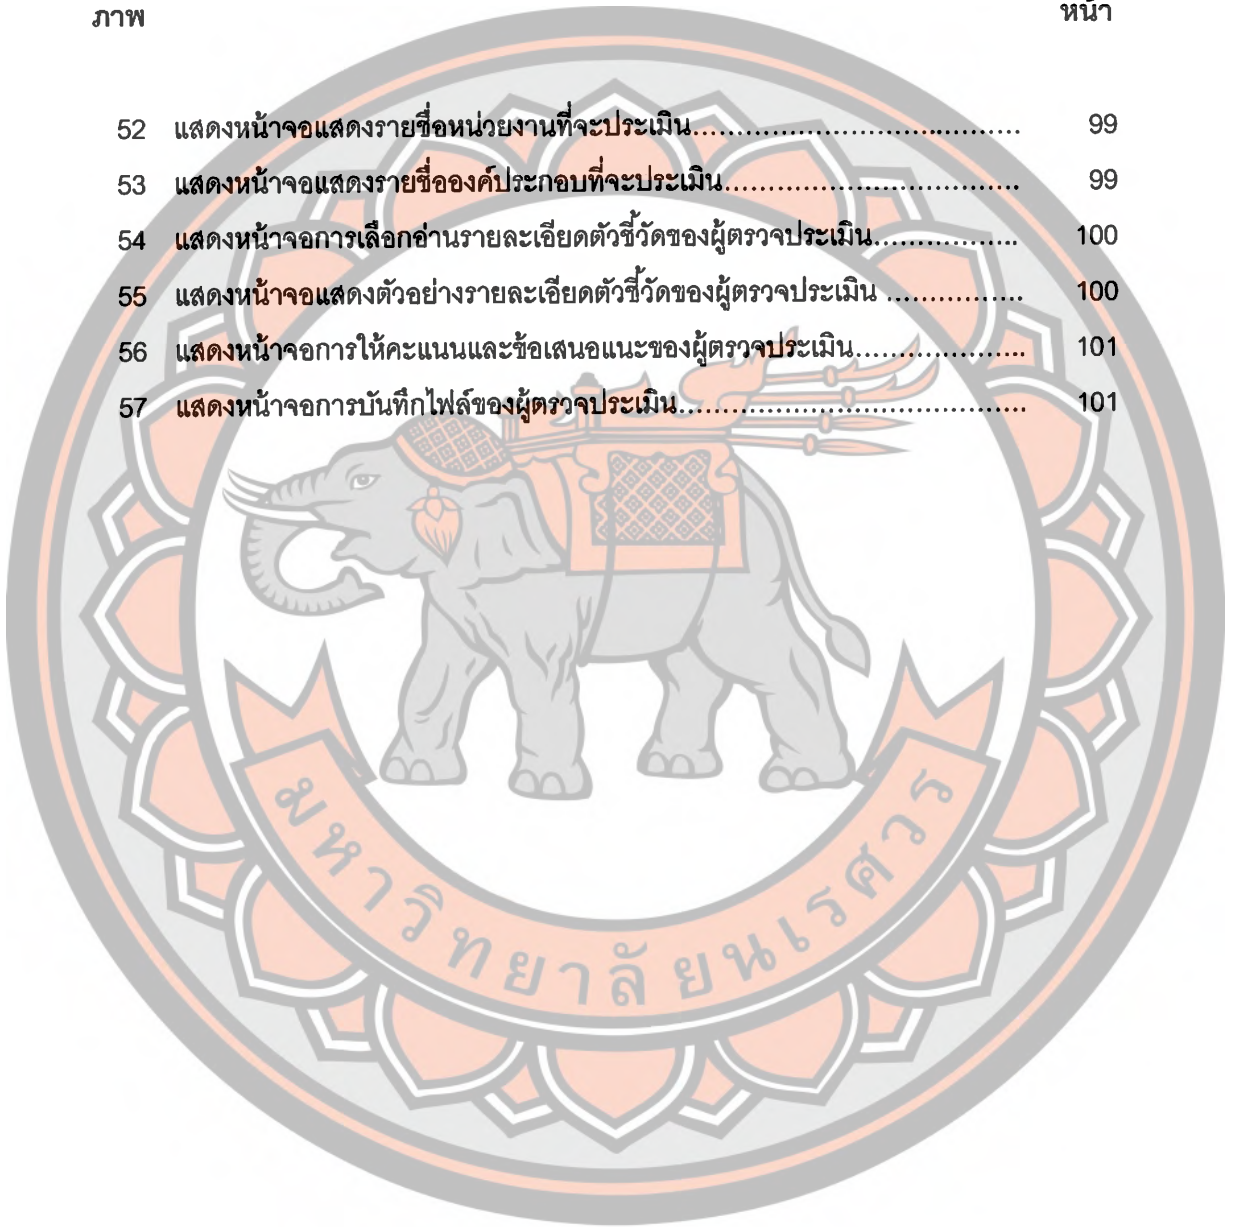 ภาพ หน้า
52 แสดงหน้าจอแสดงรายชื่อหน่วยงานที่จะประเมิน........................................ 99
53 แสดงหน้าจอแสดงรายชื่อองค์ประกอบที่จะประเมิน.................................... 99
54 แสดงหน้าจอการเลือกอ่านรายละเอียดตัวชี้วัดของผู้ตรวจประเมิน................. 100
55 แสดงหน้าจอแสดงตัวอย่างรายละเอียดตัวชี้วัดของผู้ตรวจประเมิน ................ 100
56 แสดงหน้าจอการให้คะแนนและข้อเสนอแนะของผู้ตรวจประเมิน.................... 101
57 แสดงหน้าจอการบันทึกไฟล์ของผู้ตรวจประเมิน......................................... 101
มหาวิทยาลัยนเรศวร